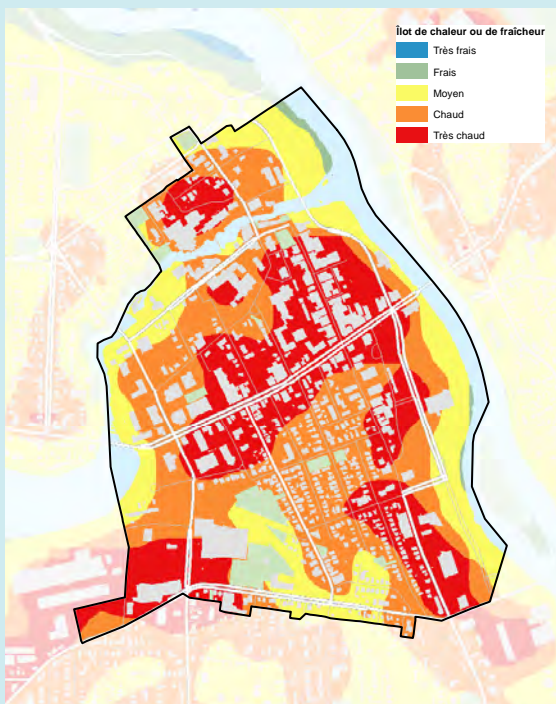 Îlot de chaleur ou de fraîcheur
Très frais
Frais
Moyen
Chaud
Très chaud